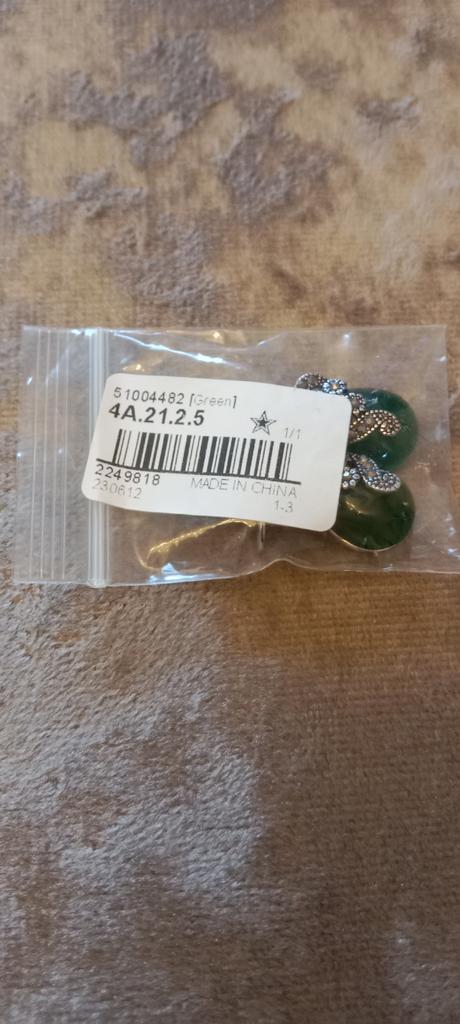 51004482 [Green]
4A.21.2.5
1/1
2249818
MADE IN CHINA
230612
1-3